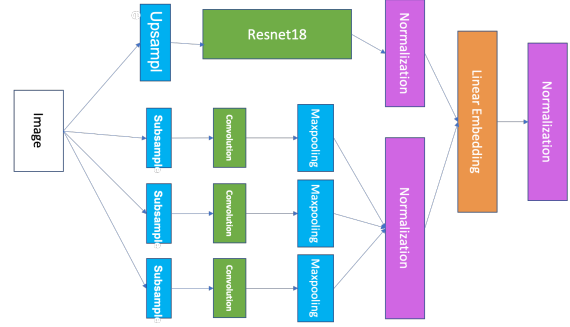 Image
Upsampl
e
Resnet18
Normalization
Subsample
Convolution
Maxpooling
Subsample
Convolution
Maxpooling
Subsample
Convolution
Maxpooling
Normalization
Linear Embedding
Normalization